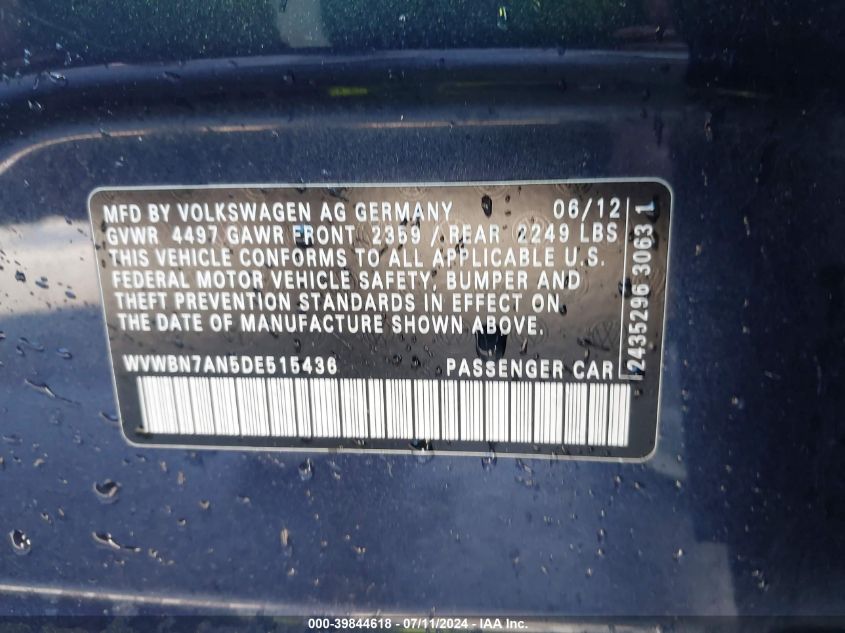 MFD BY VOLKSWAGEN AG GERMANY 06/12
GVWR 4497 GAWR FRONT 2359 / REAR 2249 LBS
THIS VEHICLE CONFORMS TO ALL APPLICABLE U.S.
FEDERAL MOTOR VEHICLE SAFETY, BUMPER AND
THEFT PREVENTION STANDARDS IN EFFECT ON
THE DATE OF MANUFACTURE SHOWN ABOVE.
WVWBN7AN5DE515436 PASSENGER CAR
2435296 3063 1
000-39844618 - 07/11/2024 - IAAI.com